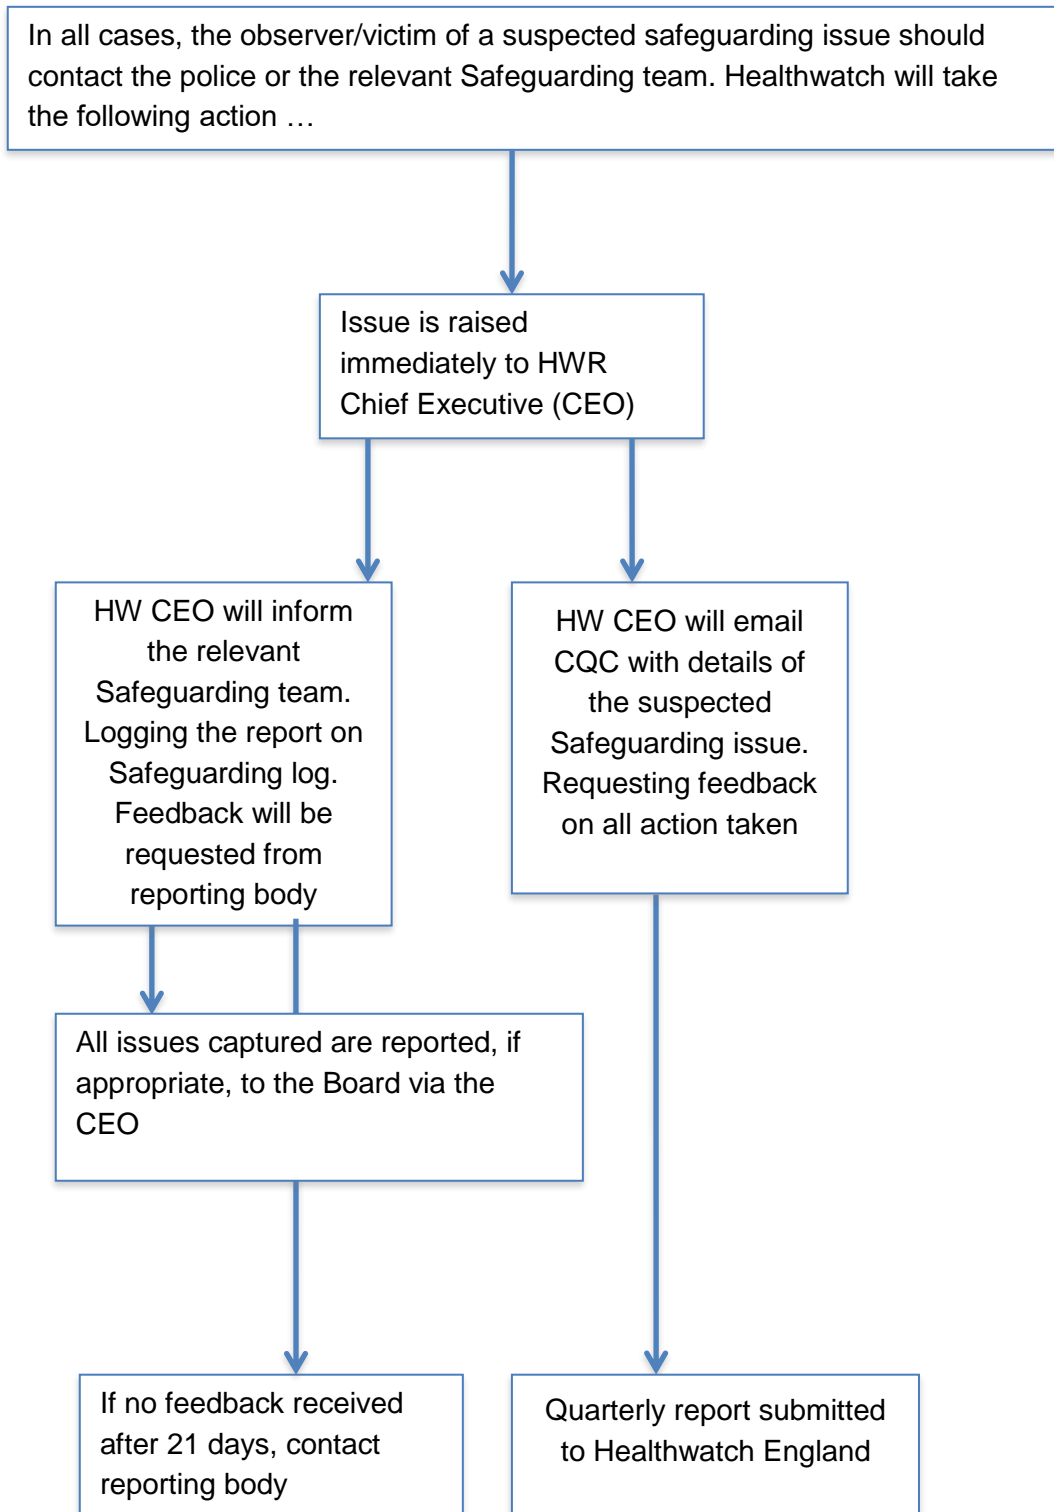 In all cases, the observer/victim of a suspected safeguarding issue should
contact the police or the relevant Safeguarding team. Healthwatch will take
the following action …
Issue is raised
immediately to HWR
Chief Executive (CEO)
HW CEO will inform
the relevant
Safeguarding team.
Logging the report on
Safeguarding log.
Feedback will be
requested from
reporting body
HW CEO will email
CQC with details of
the suspected
Safeguarding issue.
Requesting feedback
on all action taken
All issues captured are reported, if
appropriate, to the Board via the
CEO
If no feedback received
after 21 days, contact
reporting body
Quarterly report submitted
to Healthwatch England